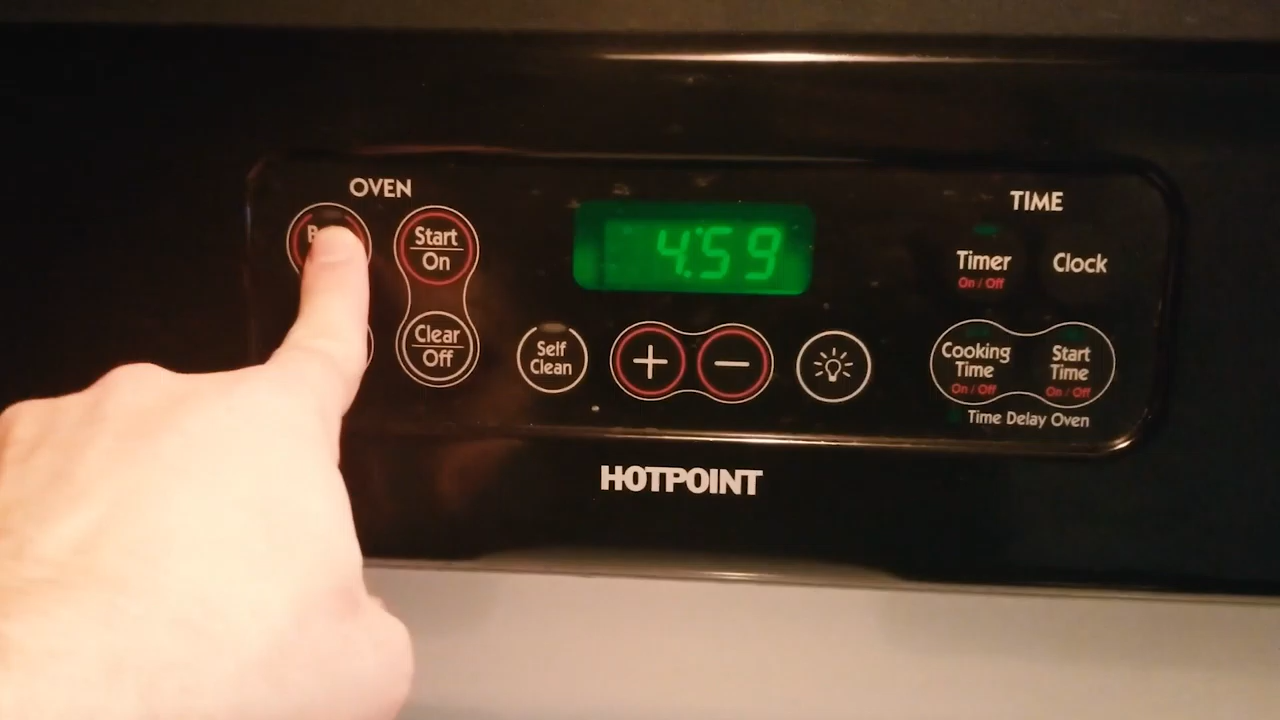 OVEN
Start
On
Clear
Off
Self
Clean
4:59
+
-
TIME
Timer
On / Off
Clock
Cooking
Time
On / Off
Start
Time
On / Off
Time Delay Oven
HOTPOINT